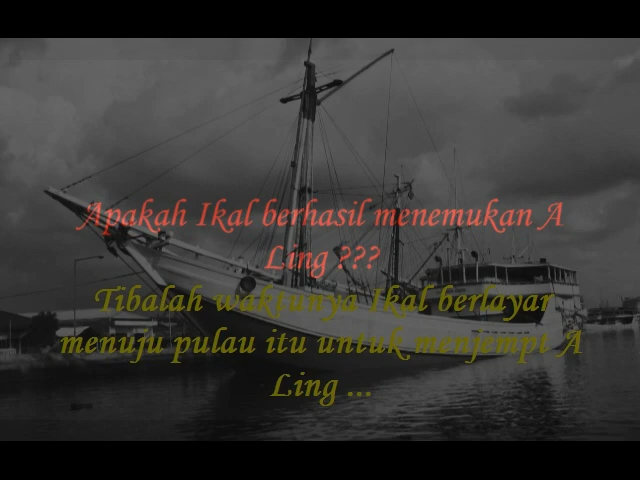 Apakah Ikal berhasil menemukan A
Ling ???
Tibalah waktunya Ikal berlayar
menuju pulau itu untuk menjempt A
Ling ...